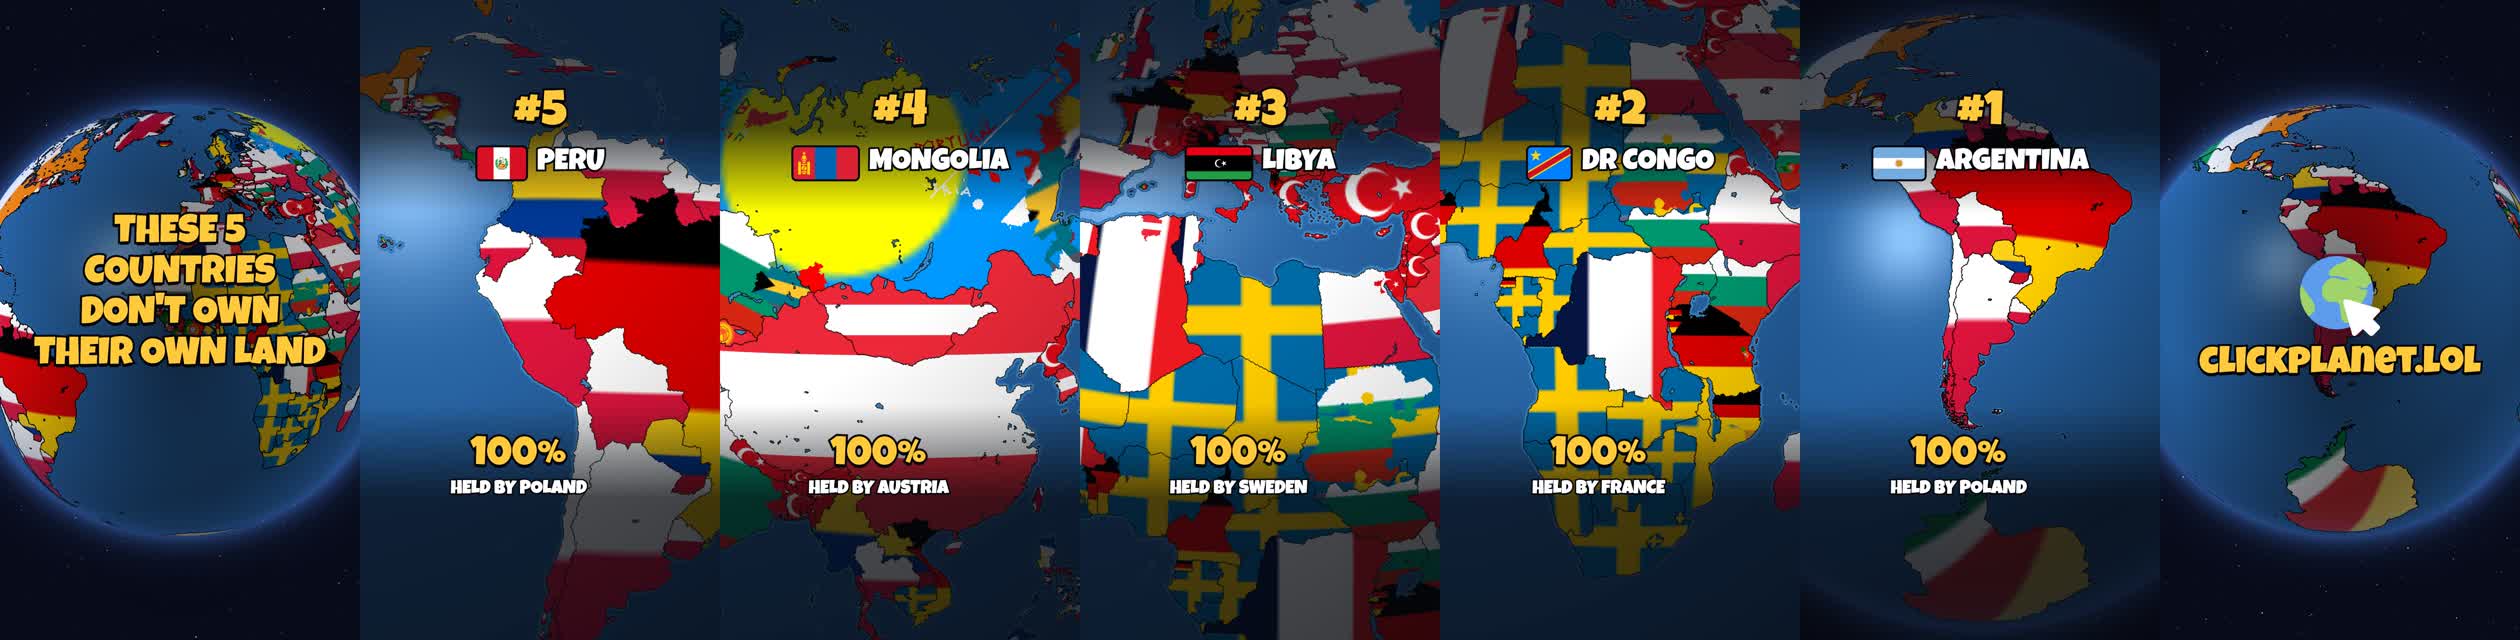 THESE 5
COUNTRIES
DON'T OWN
THEIR OWN LAND
#5
PERU
100%
HELD BY POLAND
#4
MONGOLIA
100%
HELD BY AUSTRIA
#3
LIBYA
100%
HELD BY SWEDEN
#2
DR CONGO
100%
HELD BY FRANCE
#1
ARGENTINA
100%
HELD BY POLAND
CLICKPLANET.LOL